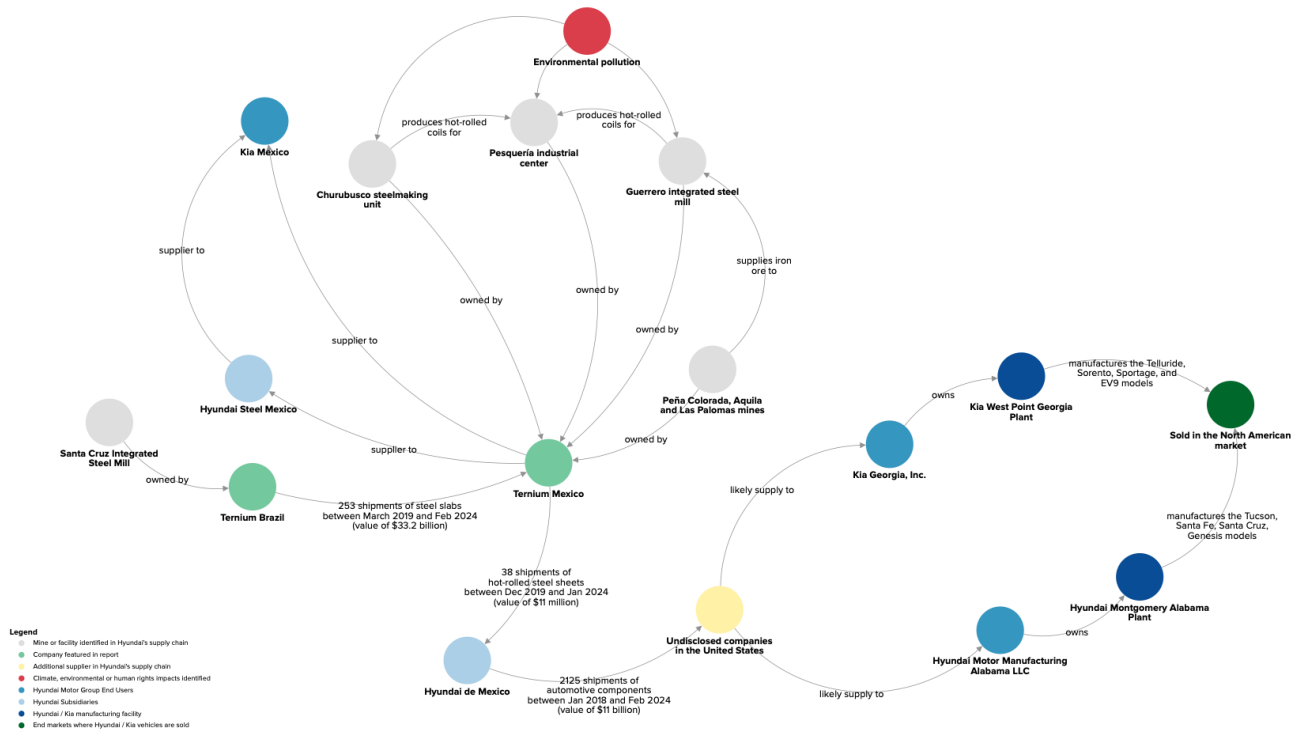 Environmental pollution
produces hot-rolled
coils for
produces hot-rolled
coils for
Kia Mexico
Pesquería industrial
center
Churubusco steelmaking
unit
Guerrero integrated steel
mill
supplier to
supplies iron
ore to
owned by
owned by
owned by
supplier to
manufactures the Telluride,
Sorento, Sportage, and
EV9 models
owns
Hyundai Steel Mexico
Peña Colorada, Aquila
and Las Palomas mines
Kia West Point Georgia
Plant
Sold in the North American
market
Santa Cruz Integrated
Steel Mill
supplier to
owned by
Kia Georgia, Inc.
owned by
Ternium Brazil
Ternium Mexico
likely supply to
253 shipments of steel slabs
between March 2019 and Feb 2024
(value of $33.2 billion)
manufactures the Tucson,
Santa Fe, Santa Cruz,
Genesis models
38 shipments of
hot-rolled steel sheets
between Dec 2019 and Jan 2024
(value of $11 million)
Hyundai Montgomery Alabama
Plant
Undisclosed companies
in the United States
owns
Hyundai Motor Manufacturing
Alabama LLC
Hyundai de Mexico
2125 shipments of
automotive components
between Jan 2018 and Feb 2024
(value of $11 billion)
likely supply to
Legend
Mine or facility identified in Hyundai's supply chain
Company featured in report
Additional supplier in Hyundai's supply chain
Climate, environmental or human rights impacts identified
Hyundai Motor Group End Users
Hyundai Subsidiaries
Hyundai / Kia manufacturing facility
End markets where Hyundai / Kia vehicles are sold